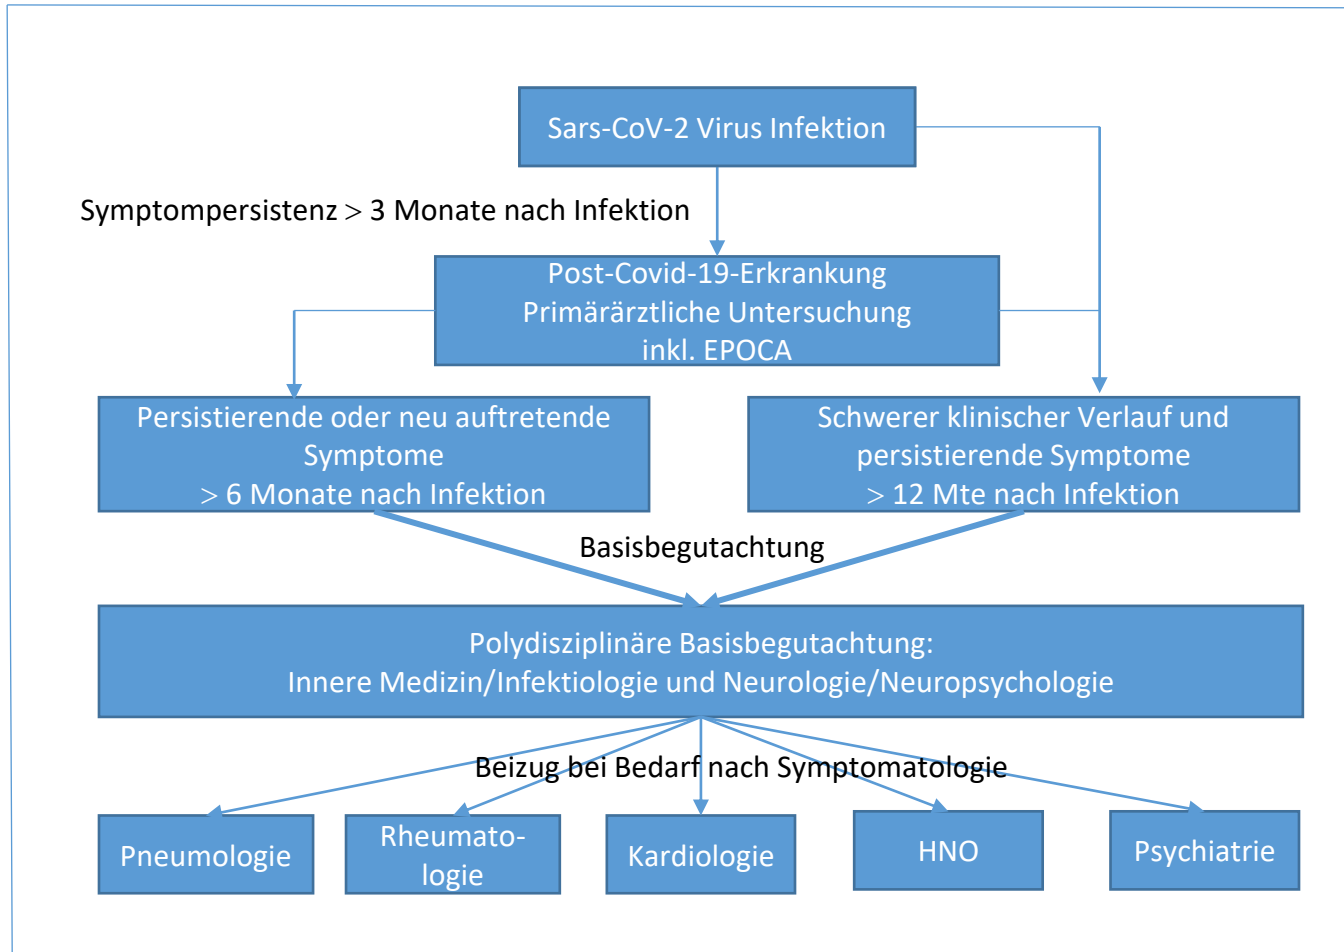 Sars-CoV-2 Virus Infektion
Symptompersistenz > 3 Monate nach Infektion
Post-Covid-19-Erkrankung
Primärärztliche Untersuchung
inkl. EPOCA
Persistierende oder neu auftretende
Symptome
> 6 Monate nach Infektion
Schwerer klinischer Verlauf und
persistierende Symptome
> 12 Mte nach Infektion
Basisbegutachtung
Polydisziplinäre Basisbegutachtung:
Innere Medizin/Infektiologie und Neurologie/Neuropsychologie
Beizug bei Bedarf nach Symptomatologie
Pneumologie
Rheumato-
logie
Kardiologie
HNO
Psychiatrie